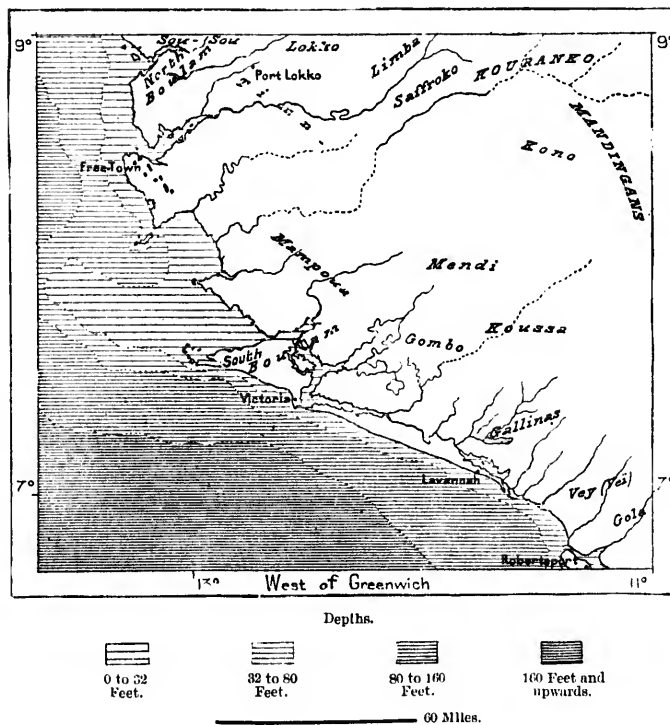 9°
9°
Sou-Sou
North Boulam
Lokko
Port Lokko
Limba
Saffroko
KOURANKO
MANDINGANS
Kono
Free-Town
Mampoua
Mendi
Koussa
Gombo
South Boullam
Victoria
Gallinas
7°
Lavannah
Vey (Vei)
7°
Gola
Robertsport
13°
West of Greenwich
11°
Depths.
0 to 32
Feet.
32 to 80
Feet.
80 to 160
Feet.
160 Feet and
upwards.
60 Miles.